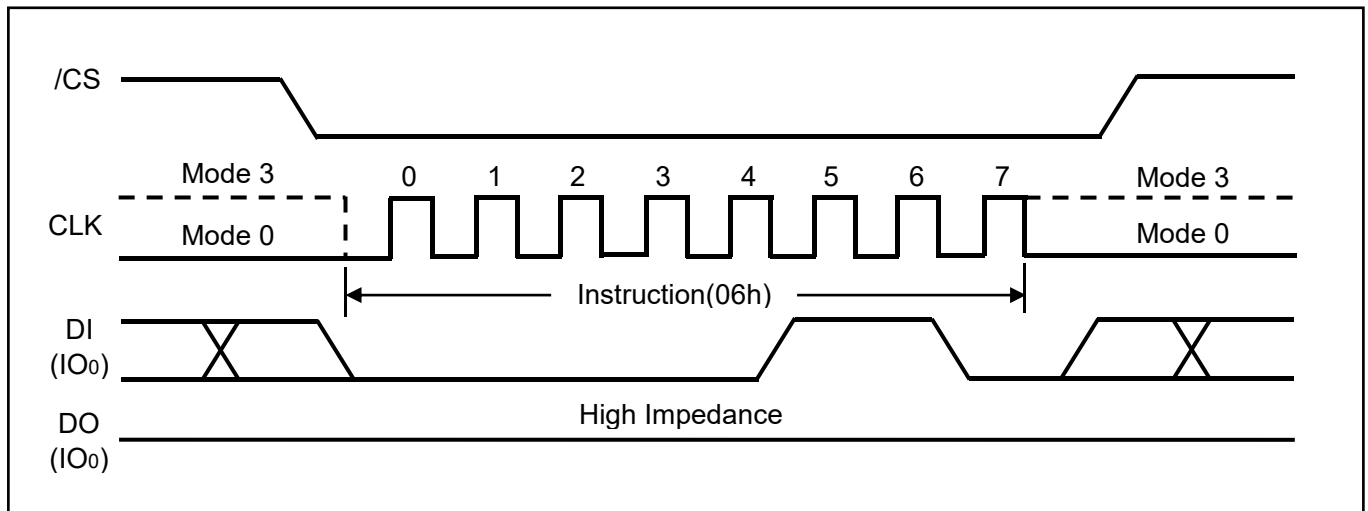 /CS
Mode 3
0 1 2 3 4 5 6 7
Mode 3
CLK
Mode 0
Mode 0
Instruction(06h)
DI
(IO0)
High Impedance
DO
(IO0)